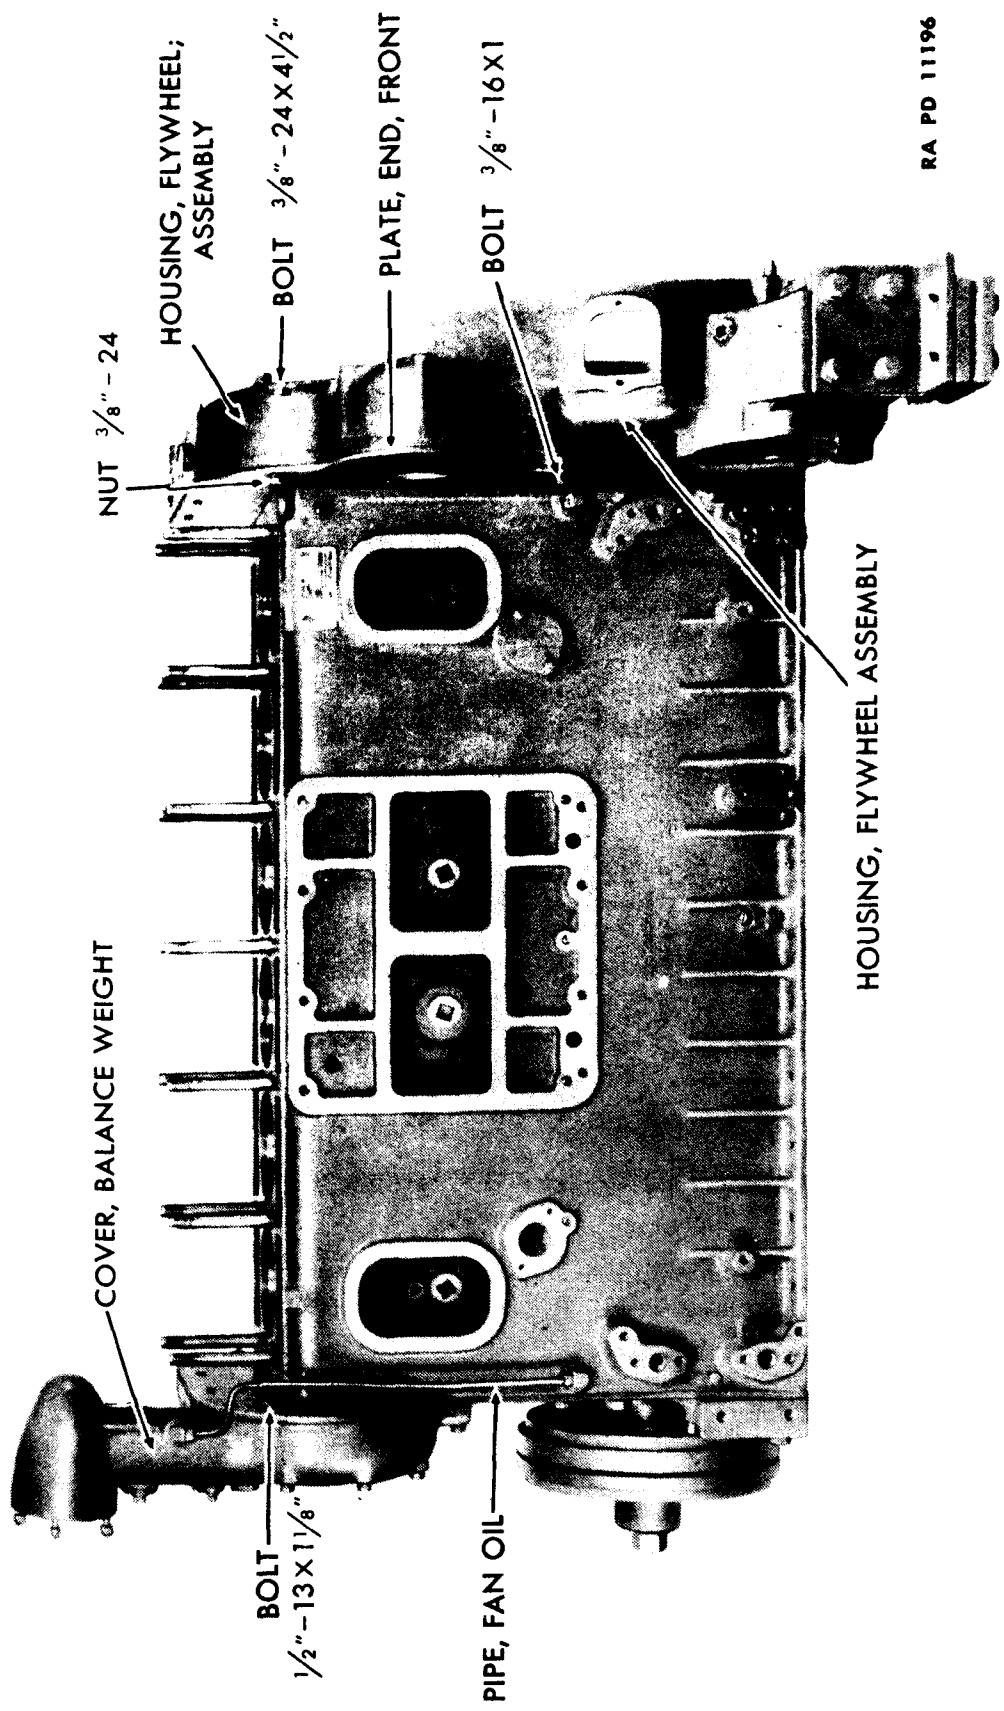 COVER, BALANCE WEIGHT
NUT 3/8"-24
HOUSING, FLYWHEEL;
ASSEMBLY
BOLT 3/8"-24X4 1/2"
PLATE, END, FRONT
BOLT 3/8"-16X1
BOLT
1/2"-13X1 1/8"
PIPE, FAN OIL
HOUSING, FLYWHEEL ASSEMBLY
RA PD 11196